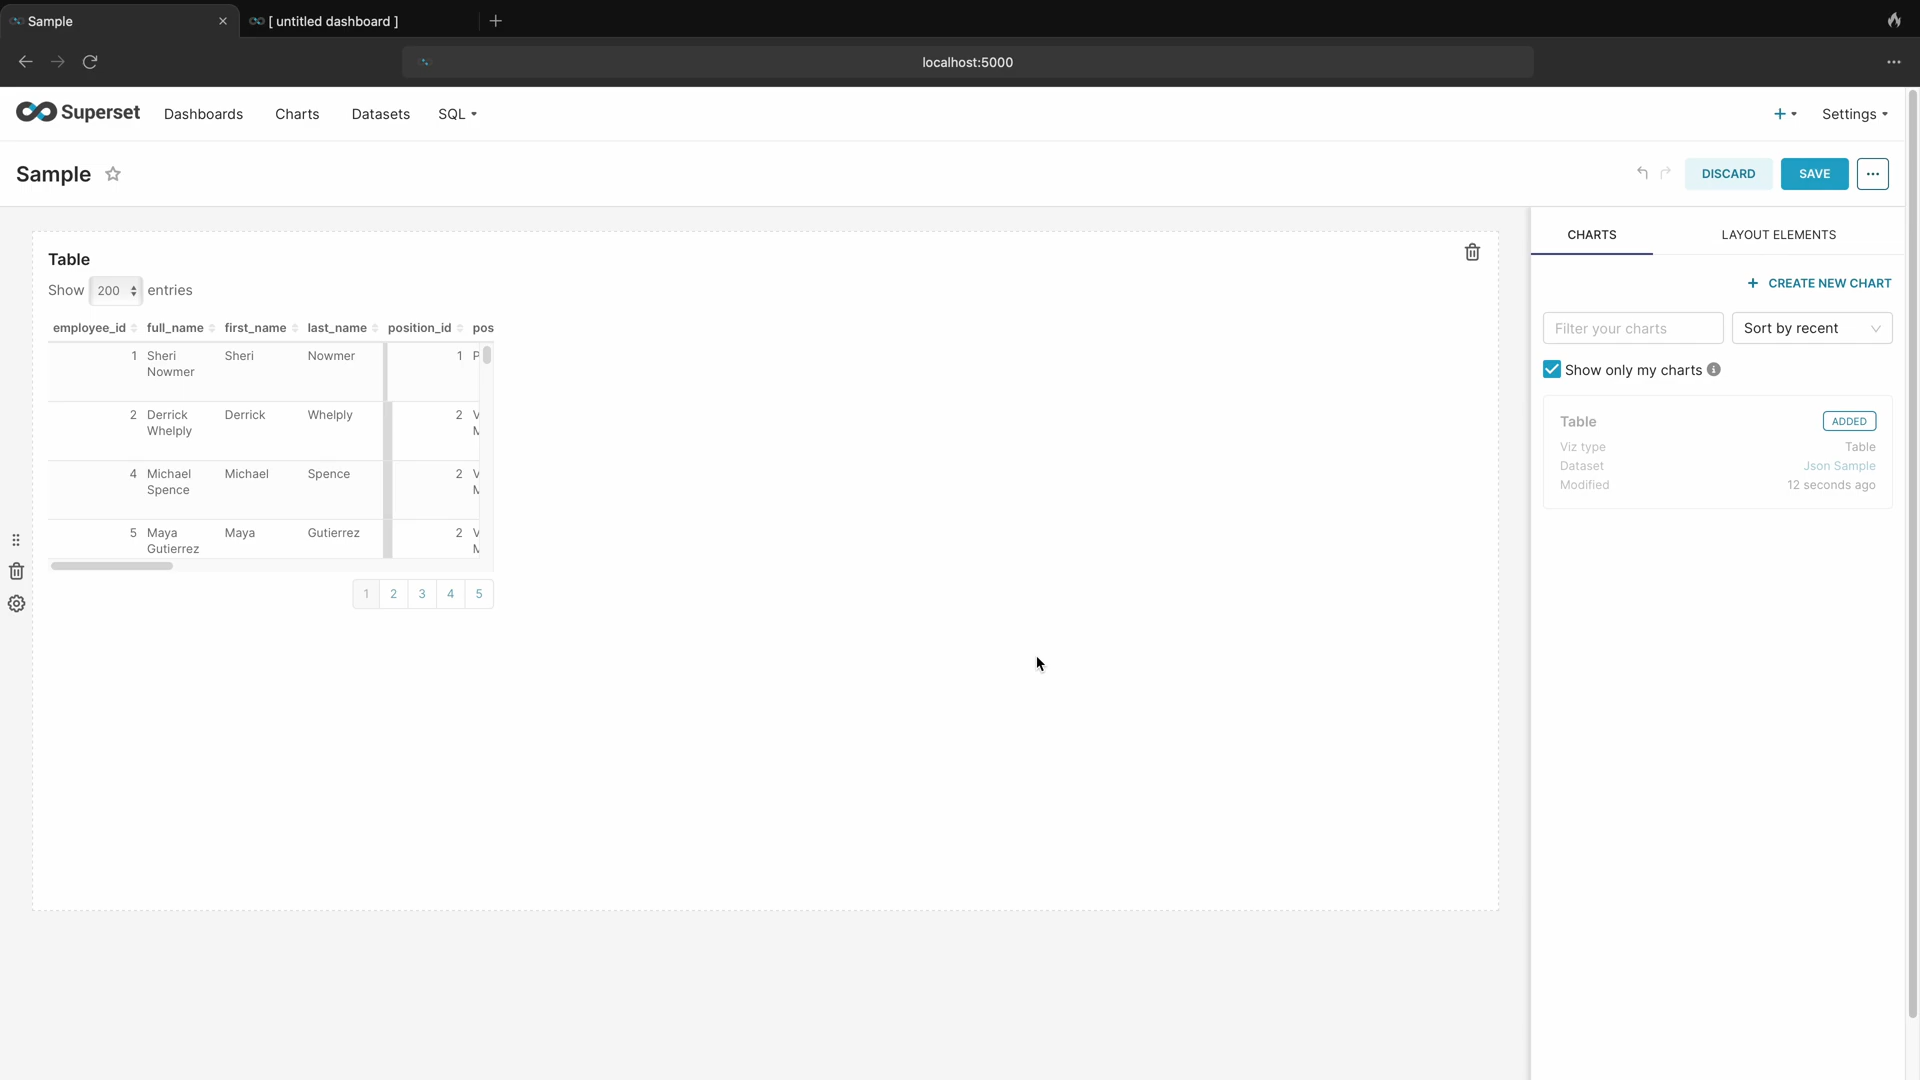 Sample
[ untitled dashboard ]
localhost:5000
Superset
Dashboards
Charts
Datasets
SQL
Settings
Sample
DISCARD
SAVE
Table
Show 200 entries
employee_id full_name first_name last_name position_id pos
1 Sheri Nowmer Sheri Nowmer 1 P
2 Derrick Whelply Derrick Whelply 2 V
4 Michael Spence Michael Spence 2 V
5 Maya Gutierrez Maya Gutierrez 2 V
1 2 3 4 5
CHARTS
LAYOUT ELEMENTS
+ CREATE NEW CHART
Filter your charts
Sort by recent
Show only my charts
Table
ADDED
Viz type Table
Dataset Json Sample
Modified 12 seconds ago